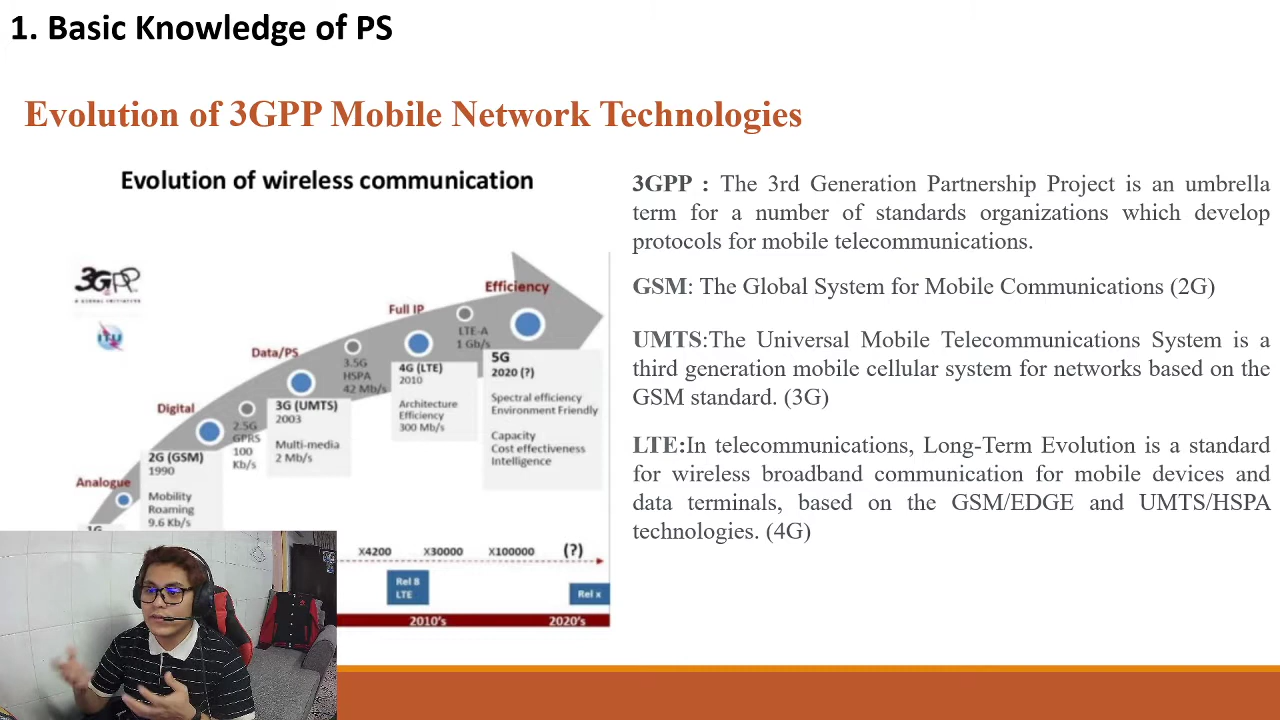 1. Basic Knowledge of PS
Evolution of 3GPP Mobile Network Technologies
Evolution of wireless communication
3GPP
A GLOBAL INITIATIVE
ITU
Analogue
Digital
Data/PS
Full IP
Efficiency
1G
2G (GSM)
1990
Mobility
Roaming
9.6 Kb/s
2.5G
GPRS
100
Kb/s
3G (UMTS)
2003
Multi-media
2 Mb/s
3.5G
HSPA
42 Mb/s
4G (LTE)
2010
Architecture
Efficiency
300 Mb/s
LTE-A
1 Gb/s
5G
2020 (?)
Spectral efficiency
Environment Friendly
Capacity
Cost effectiveness
Intelligence
X4200
X30000
X100000
(?)
Rel 8
LTE
Rel x
2010's
2020's
3GPP : The 3rd Generation Partnership Project is an umbrella
term for a number of standards organizations which develop
protocols for mobile telecommunications.
GSM: The Global System for Mobile Communications (2G)
UMTS:The Universal Mobile Telecommunications System is a
third generation mobile cellular system for networks based on the
GSM standard. (3G)
LTE:In telecommunications, Long-Term Evolution is a standard
for wireless broadband communication for mobile devices and
data terminals, based on the GSM/EDGE and UMTS/HSPA
technologies. (4G)